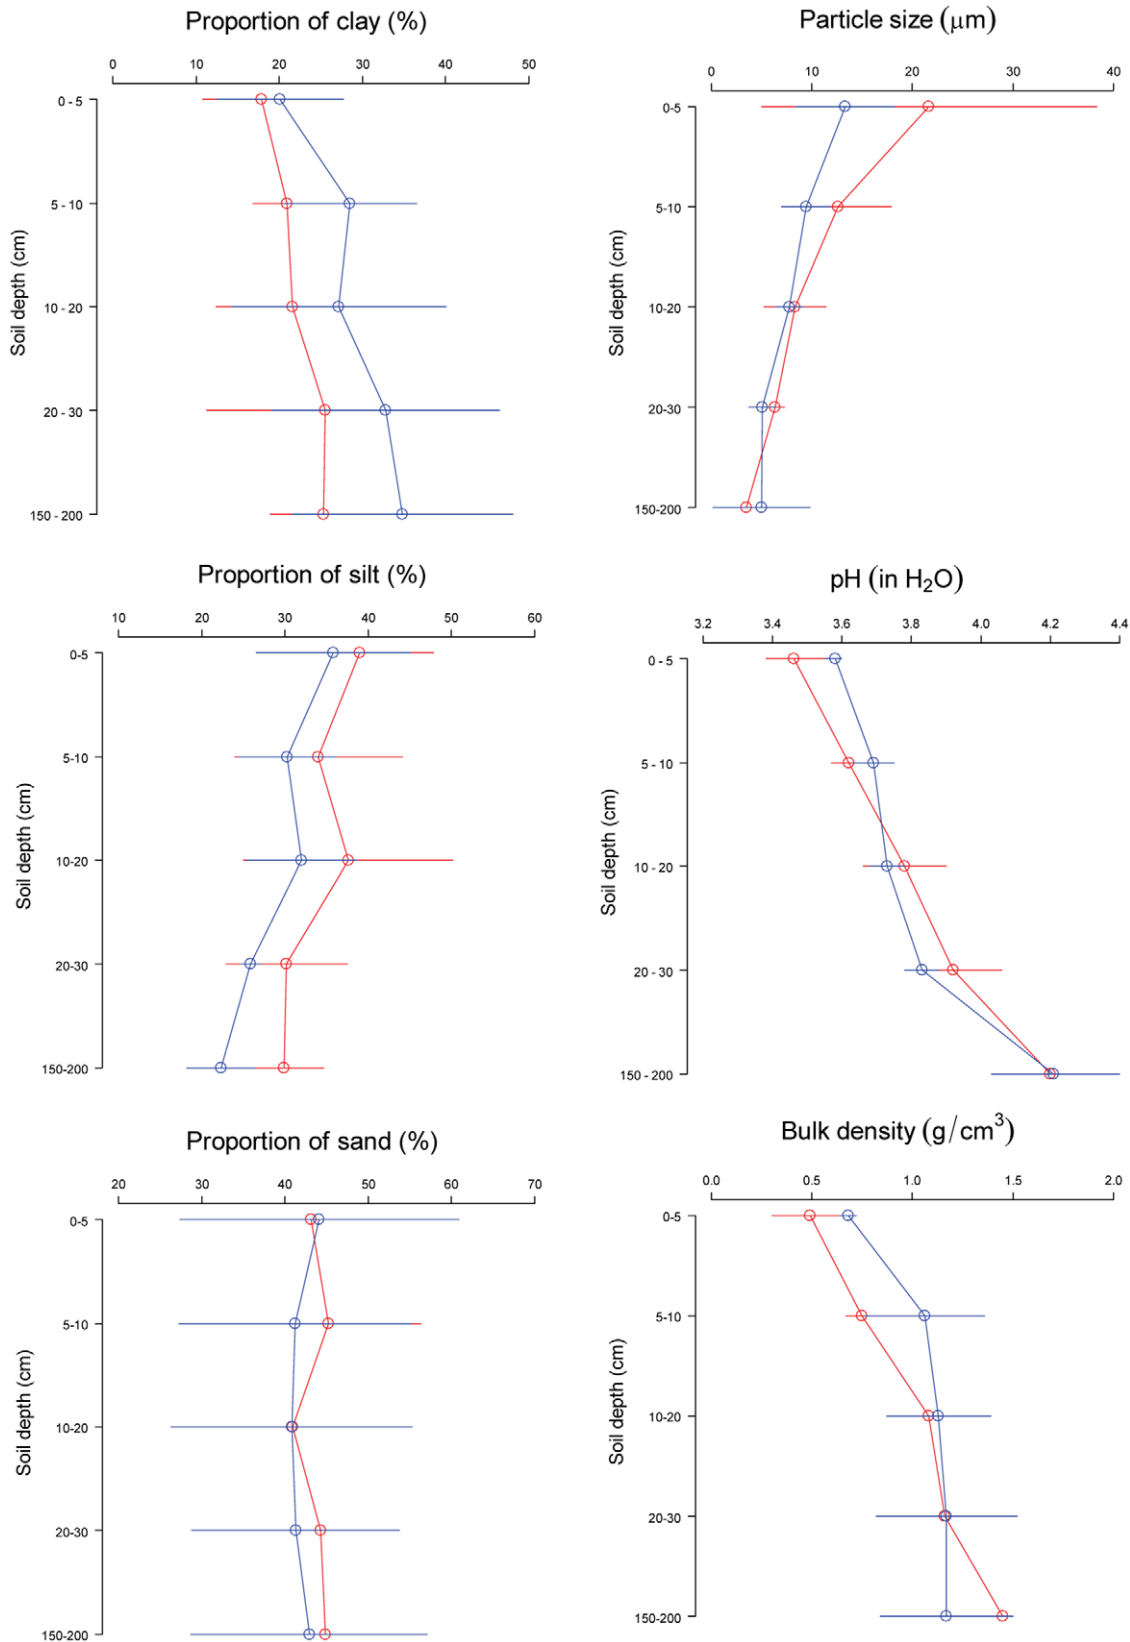 Proportion of clay (%)
0 10 20 30 40 50
0 - 5
5 - 10
10 - 20
20 - 30
150 - 200
Soil depth (cm)
Particle size (μm)
0 10 20 30 40
0-5
5-10
10-20
20-30
150-200
Soil depth (cm)
Proportion of silt (%)
10 20 30 40 50 60
0-5
5-10
10-20
20-30
150-200
Soil depth (cm)
pH (in H₂O)
3.2 3.4 3.6 3.8 4.0 4.2 4.4
0 - 5
5 - 10
10 - 20
20 - 30
150 - 200
Soil depth (cm)
Proportion of sand (%)
20 30 40 50 60 70
0-5
5-10
10-20
20-30
150-200
Soil depth (cm)
Bulk density (g/cm³)
0.0 0.5 1.0 1.5 2.0
0-5
5-10
10-20
20-30
150-200
Soil depth (cm)